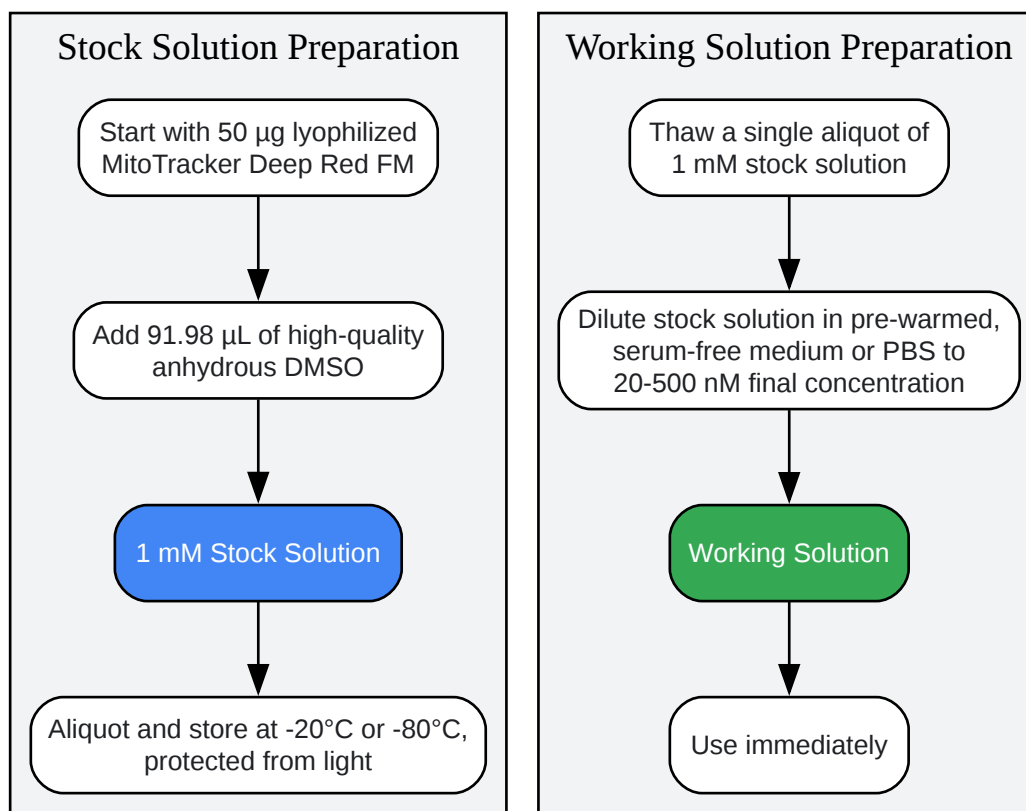 Stock Solution Preparation
Start with 50 µg lyophilized
MitoTracker Deep Red FM
Add 91.98 µL of high-quality
anhydrous DMSO
1 mM Stock Solution
Aliquot and store at -20°C or -80°C,
protected from light
Working Solution Preparation
Thaw a single aliquot of
1 mM stock solution
Dilute stock solution in pre-warmed,
serum-free medium or PBS to
20-500 nM final concentration
Working Solution
Use immediately